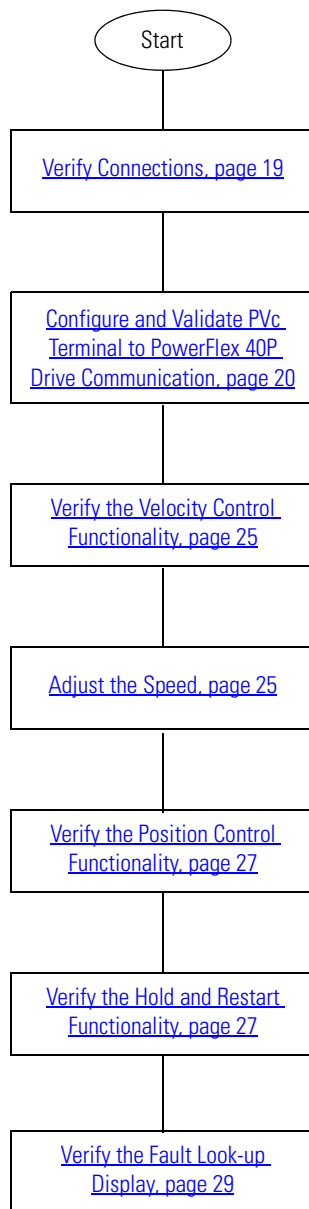 Start
Verify Connections, page 19
Configure and Validate PVc
Terminal to PowerFlex 40P
Drive Communication, page 20
Verify the Velocity Control
Functionality, page 25
Adjust the Speed, page 25
Verify the Position Control
Functionality, page 27
Verify the Hold and Restart
Functionality, page 27
Verify the Fault Look-up
Display, page 29